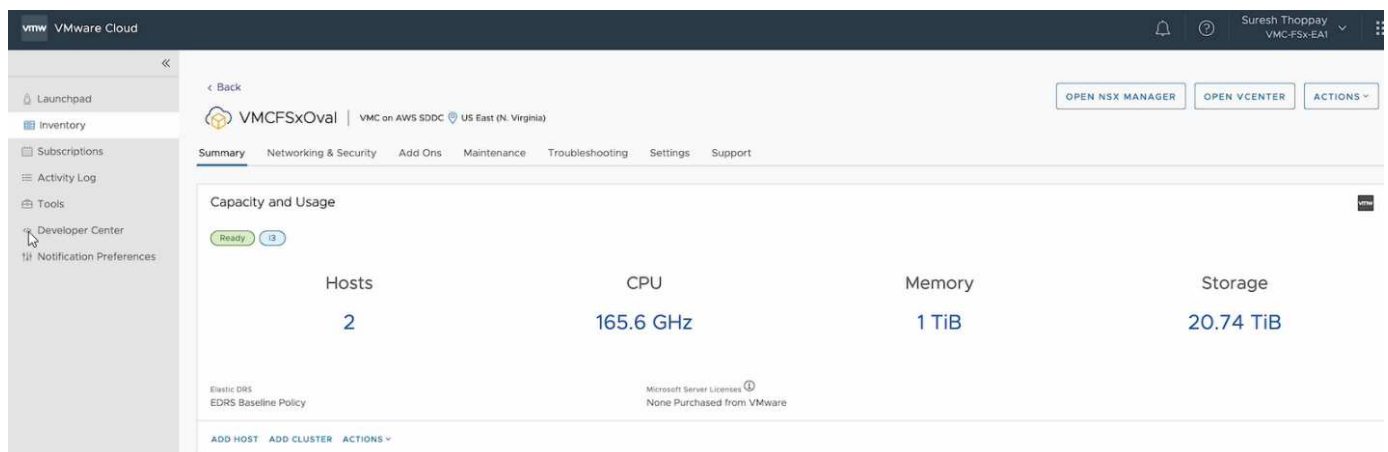 vmw VMware Cloud
Suresh Thoppay
VMC-FSx-EA1
Launchpad
Inventory
Subscriptions
Activity Log
Tools
Developer Center
Notification Preferences
< Back
OPEN NSX MANAGER OPEN VCENTER ACTIONS
VMCFSxOval | VMC on AWS SDDC US East (N. Virginia)
Summary Networking & Security Add Ons Maintenance Troubleshooting Settings Support
Capacity and Usage
vmw
Ready i3
Hosts CPU Memory Storage
2 165.6 GHz 1 TiB 20.74 TiB
Elastic DRS Microsoft Server Licenses
EDRS Baseline Policy None Purchased from VMware
ADD HOST ADD CLUSTER ACTIONS